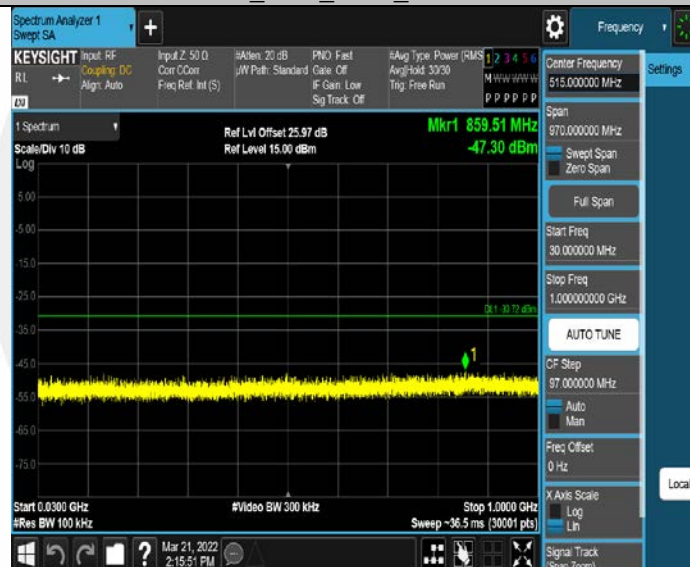 Spectrum Analyzer 1
Swept SA
+
Frequency
KEYSIGHT
Input: RF
Coupling: DC
Align: Auto
Input Z: 50 Ω
Corr CCorr
Freq Ref: Int (S)
#Atten: 20 dB
µW Path: Standard
PNO: Fast
Gate: Off
IF Gain: Low
Sig Track: Off
#Avg Type: Power (RMS
Avg|Hold: 30/30
Trig: Free Run
1 2 3 4 5 6
M W W W W W
P P P P P P
RL
LXI
1 Spectrum
Scale/Div 10 dB
Log
Ref Lvl Offset 25.97 dB
Ref Level 15.00 dBm
Mkr1 859.51 MHz
-47.30 dBm
5.00
-5.00
-15.0
-25.0
-35.0
-45.0
-55.0
-65.0
-75.0
DL1 -30.72 dBm
1
Start 0.0300 GHz
#Res BW 100 kHz
#Video BW 300 kHz
Stop 1.0000 GHz
Sweep ~36.5 ms (30001 pts)
Mar 21, 2022
2:15:51 PM
Center Frequency
515.000000 MHz
Span
970.000000 MHz
Swept Span
Zero Span
Full Span
Start Freq
30.000000 MHz
Stop Freq
1.000000000 GHz
AUTO TUNE
CF Step
97.000000 MHz
Auto
Man
Freq Offset
0 Hz
X Axis Scale
Log
Lin
Signal Track
(Span Zoom)
Settings
Local